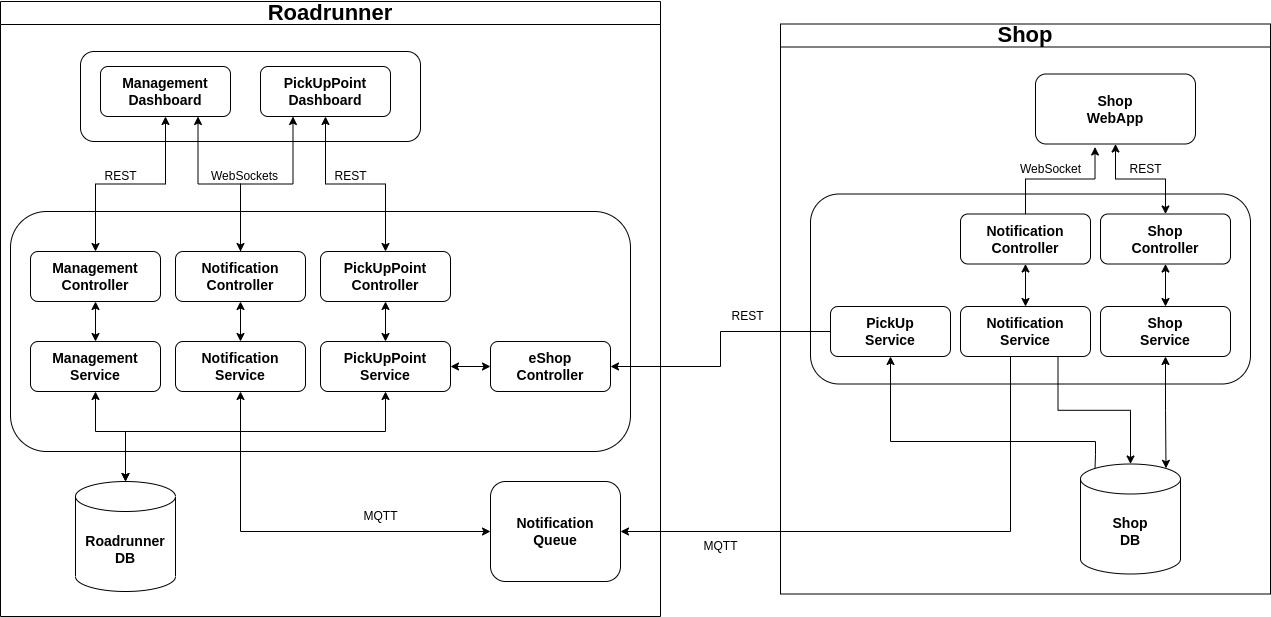 Roadrunner
Management
Dashboard
PickUpPoint
Dashboard
REST
WebSockets
REST
Management
Controller
Notification
Controller
PickUpPoint
Controller
Management
Service
Notification
Service
PickUpPoint
Service
eShop
Controller
Roadrunner
DB
MQTT
Notification
Queue
REST
MQTT
Shop
Shop
WebApp
WebSocket
REST
Notification
Controller
Shop
Controller
PickUp
Service
Notification
Service
Shop
Service
Shop
DB